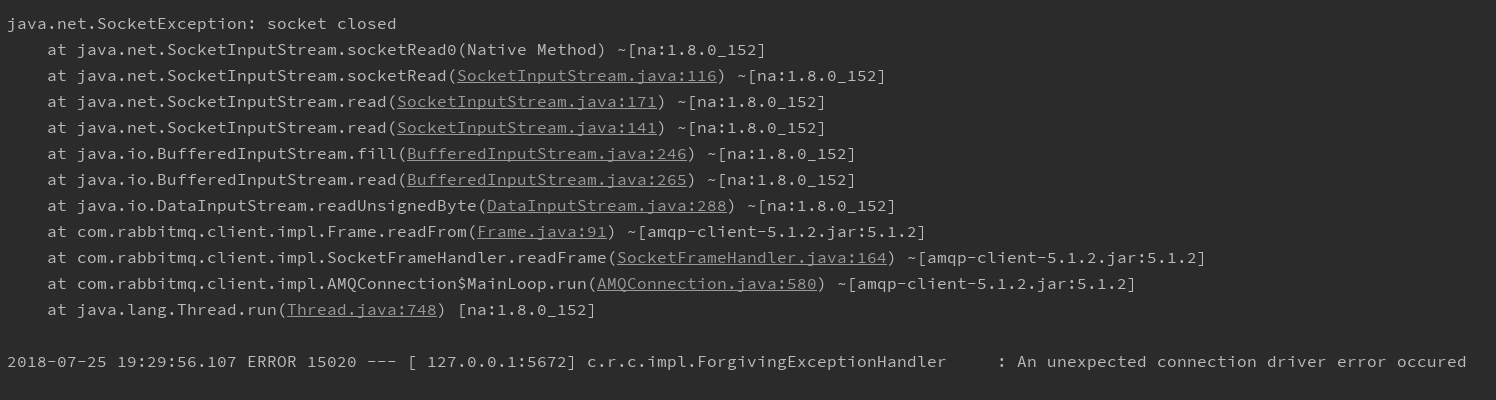 java.net.SocketException: socket closed
    at java.net.SocketInputStream.socketRead0(Native Method) ~[na:1.8.0_152]
    at java.net.SocketInputStream.socketRead(SocketInputStream.java:116) ~[na:1.8.0_152]
    at java.net.SocketInputStream.read(SocketInputStream.java:171) ~[na:1.8.0_152]
    at java.net.SocketInputStream.read(SocketInputStream.java:141) ~[na:1.8.0_152]
    at java.io.BufferedInputStream.fill(BufferedInputStream.java:246) ~[na:1.8.0_152]
    at java.io.BufferedInputStream.read(BufferedInputStream.java:265) ~[na:1.8.0_152]
    at java.io.DataInputStream.readUnsignedByte(DataInputStream.java:288) ~[na:1.8.0_152]
    at com.rabbitmq.client.impl.Frame.readFrom(Frame.java:91) ~[amqp-client-5.1.2.jar:5.1.2]
    at com.rabbitmq.client.impl.SocketFrameHandler.readFrame(SocketFrameHandler.java:164) ~[amqp-client-5.1.2.jar:5.1.2]
    at com.rabbitmq.client.impl.AMQConnection$MainLoop.run(AMQConnection.java:580) ~[amqp-client-5.1.2.jar:5.1.2]
    at java.lang.Thread.run(Thread.java:748) [na:1.8.0_152]
2018-07-25 19:29:56.107 ERROR 15020 --- [ 127.0.0.1:5672] c.r.c.impl.ForgivingExceptionHandler     : An unexpected connection driver error occured